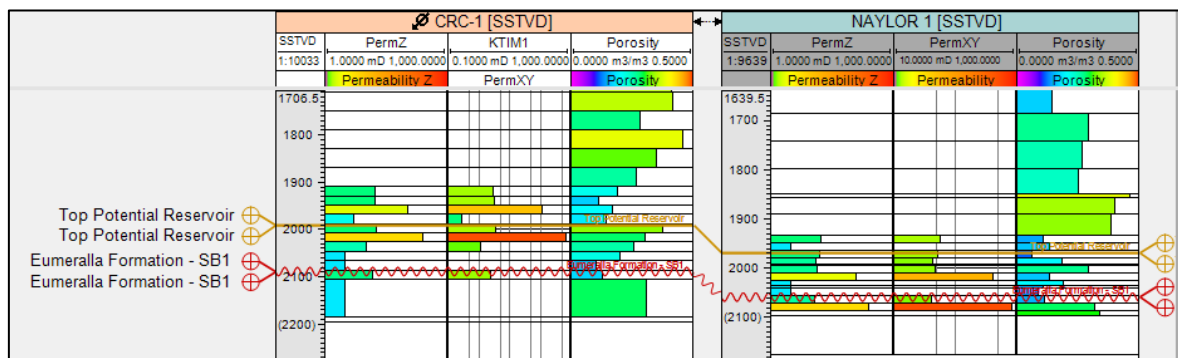 CRC-1 [SSTVD]
NAYLOR 1 [SSTVD]
SSTVD PermZ KTIM1 Porosity
1:10033 1.0000 mD 1,000.0000 0.1000 mD 1,000.0000 0.0000 m3/m3 0.5000
Permeability Z PermXY Porosity
SSTVD PermZ PermXY Porosity
1:9639 1.0000 mD 1,000.0000 10.0000 mD 1,000.0000 0.0000 m3/m3 0.5000
Permeability Z Permeability Porosity
1706.5
1800
1900
2000
2100
(2200)
1639.5
1700
1800
1900
2000
(2100)
Top Potential Reservoir
Top Potential Reservoir
Eumeralla Formation - SB1
Eumeralla Formation - SB1
Top Potential Reservoir
Eumeralla Formation - SB1
Top Potential Reservoir
Eumeralla Formation - SB1